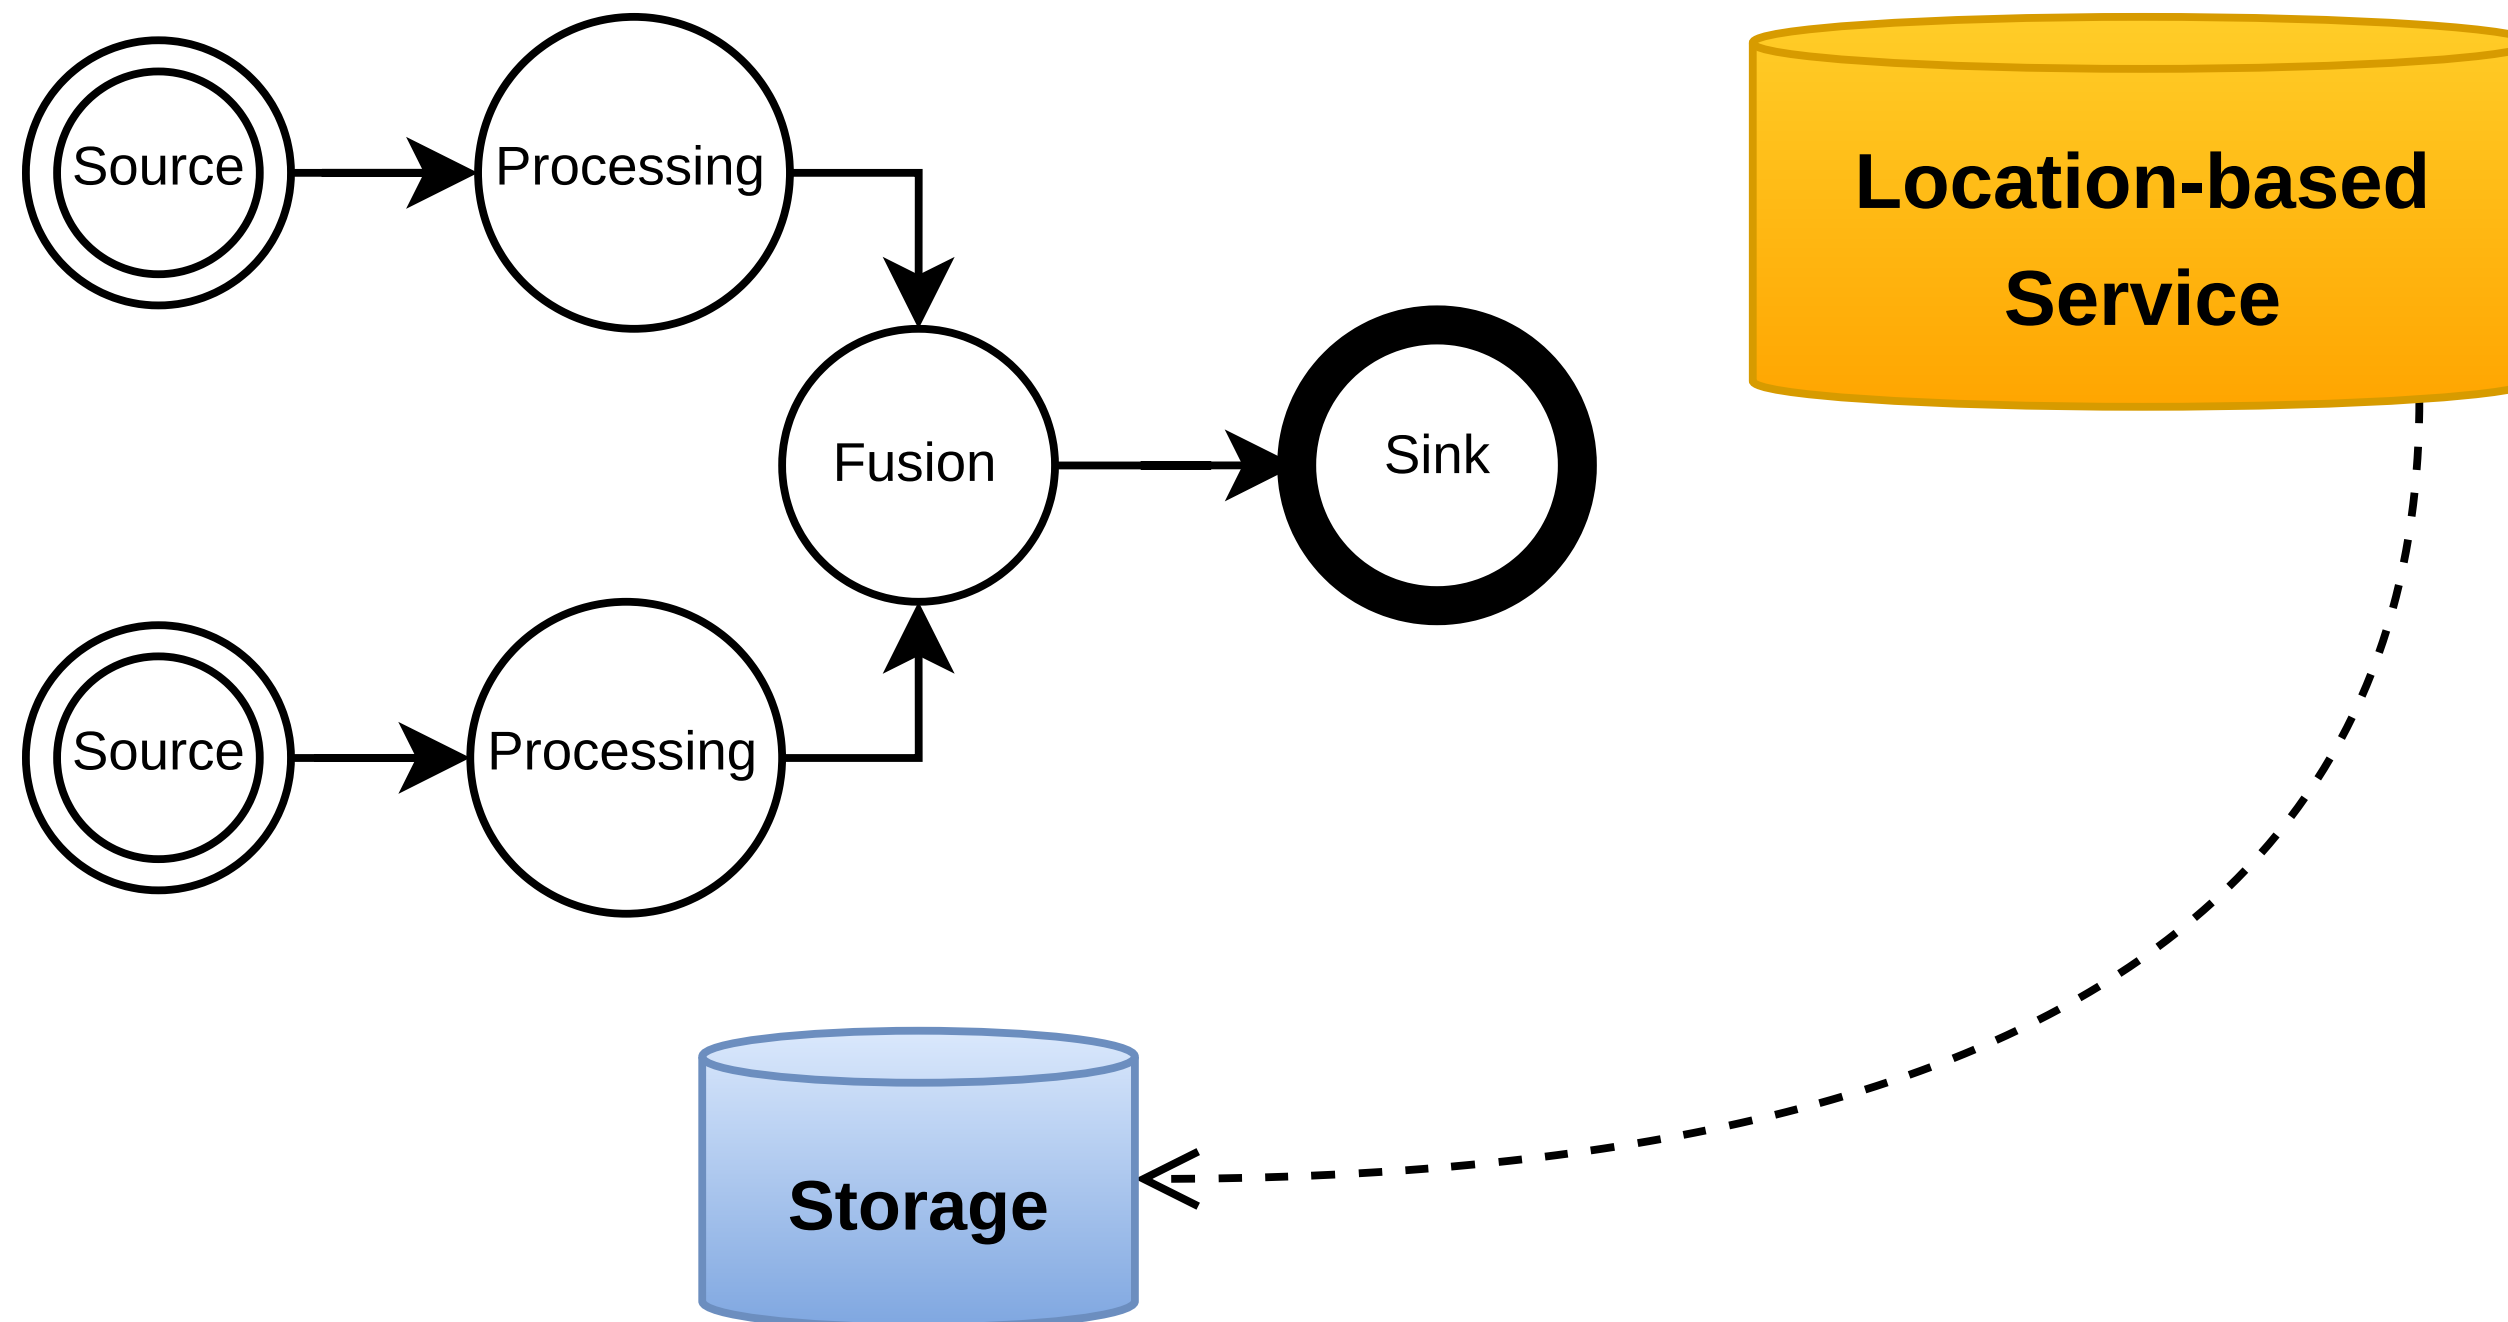 Source
Processing
Location-based
Service
Fusion
Sink
Source
Processing
Storage